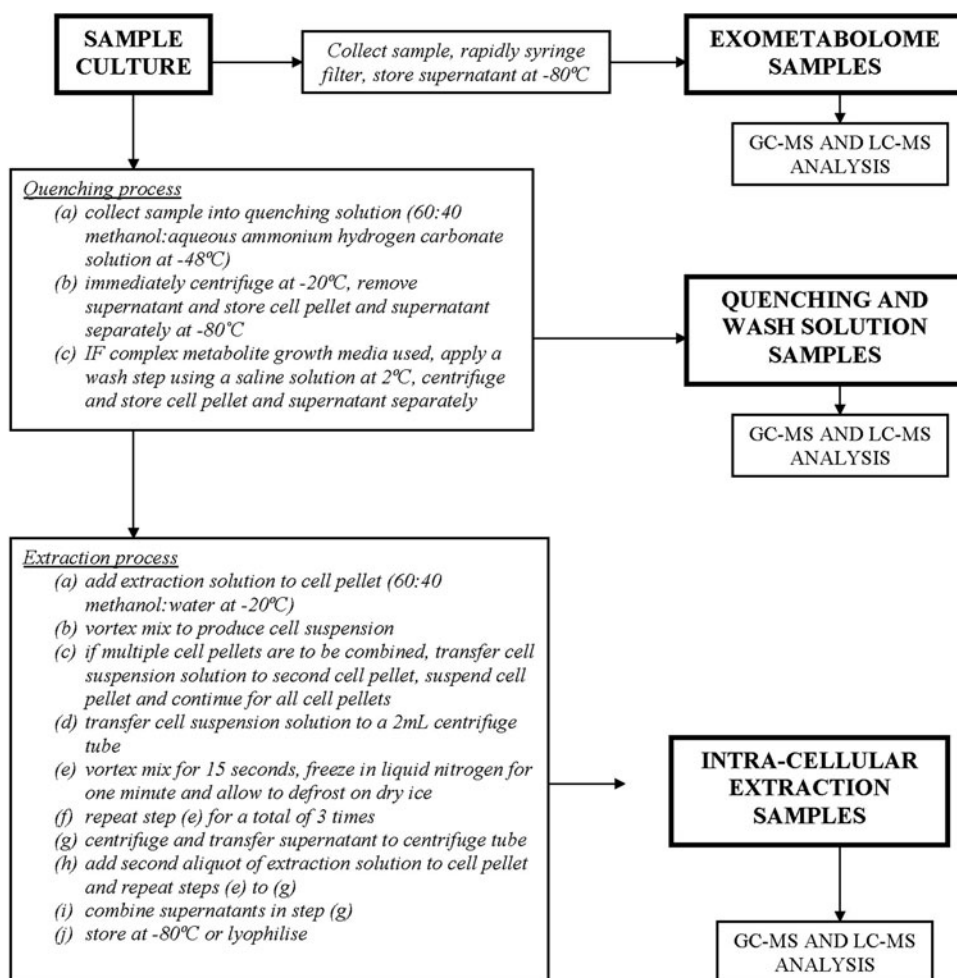 SAMPLE
CULTURE
Collect sample, rapidly syringe
filter, store supernatant at -80ºC
EXOMETABOLOME
SAMPLES
GC-MS AND LC-MS
ANALYSIS
Quenching process
(a) collect sample into quenching solution (60:40
methanol:aqueous ammonium hydrogen carbonate
solution at -48ºC)
(b) immediately centrifuge at -20ºC, remove
supernatant and store cell pellet and supernatant
separately at -80˚C
(c) IF complex metabolite growth media used, apply a
wash step using a saline solution at 2ºC, centrifuge
and store cell pellet and supernatant separately
QUENCHING AND
WASH SOLUTION
SAMPLES
GC-MS AND LC-MS
ANALYSIS
Extraction process
(a) add extraction solution to cell pellet (60:40
methanol:water at -20ºC)
(b) vortex mix to produce cell suspension
(c) if multiple cell pellets are to be combined, transfer cell
suspension solution to second cell pellet, suspend cell
pellet and continue for all cell pellets
(d) transfer cell suspension solution to a 2mL centrifuge
tube
(e) vortex mix for 15 seconds, freeze in liquid nitrogen for
one minute and allow to defrost on dry ice
(f) repeat step (e) for a total of 3 times
(g) centrifuge and transfer supernatant to centrifuge tube
(h) add second aliquot of extraction solution to cell pellet
and repeat steps (e) to (g)
(i) combine supernatants in step (g)
(j) store at -80ºC or lyophilise
INTRA-CELLULAR
EXTRACTION
SAMPLES
GC-MS AND LC-MS
ANALYSIS